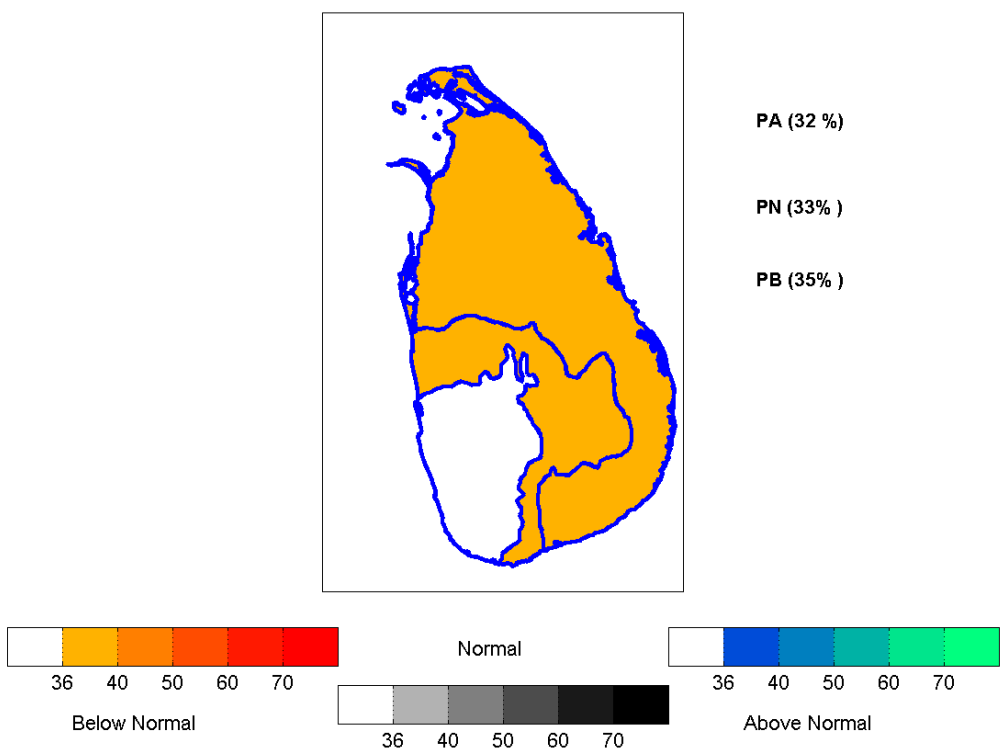 PA (32 %)
PN (33% )
PB (35% )
Normal
36 40 50 60 70
36 40 50 60 70
Below Normal
Above Normal
36 40 50 60 70